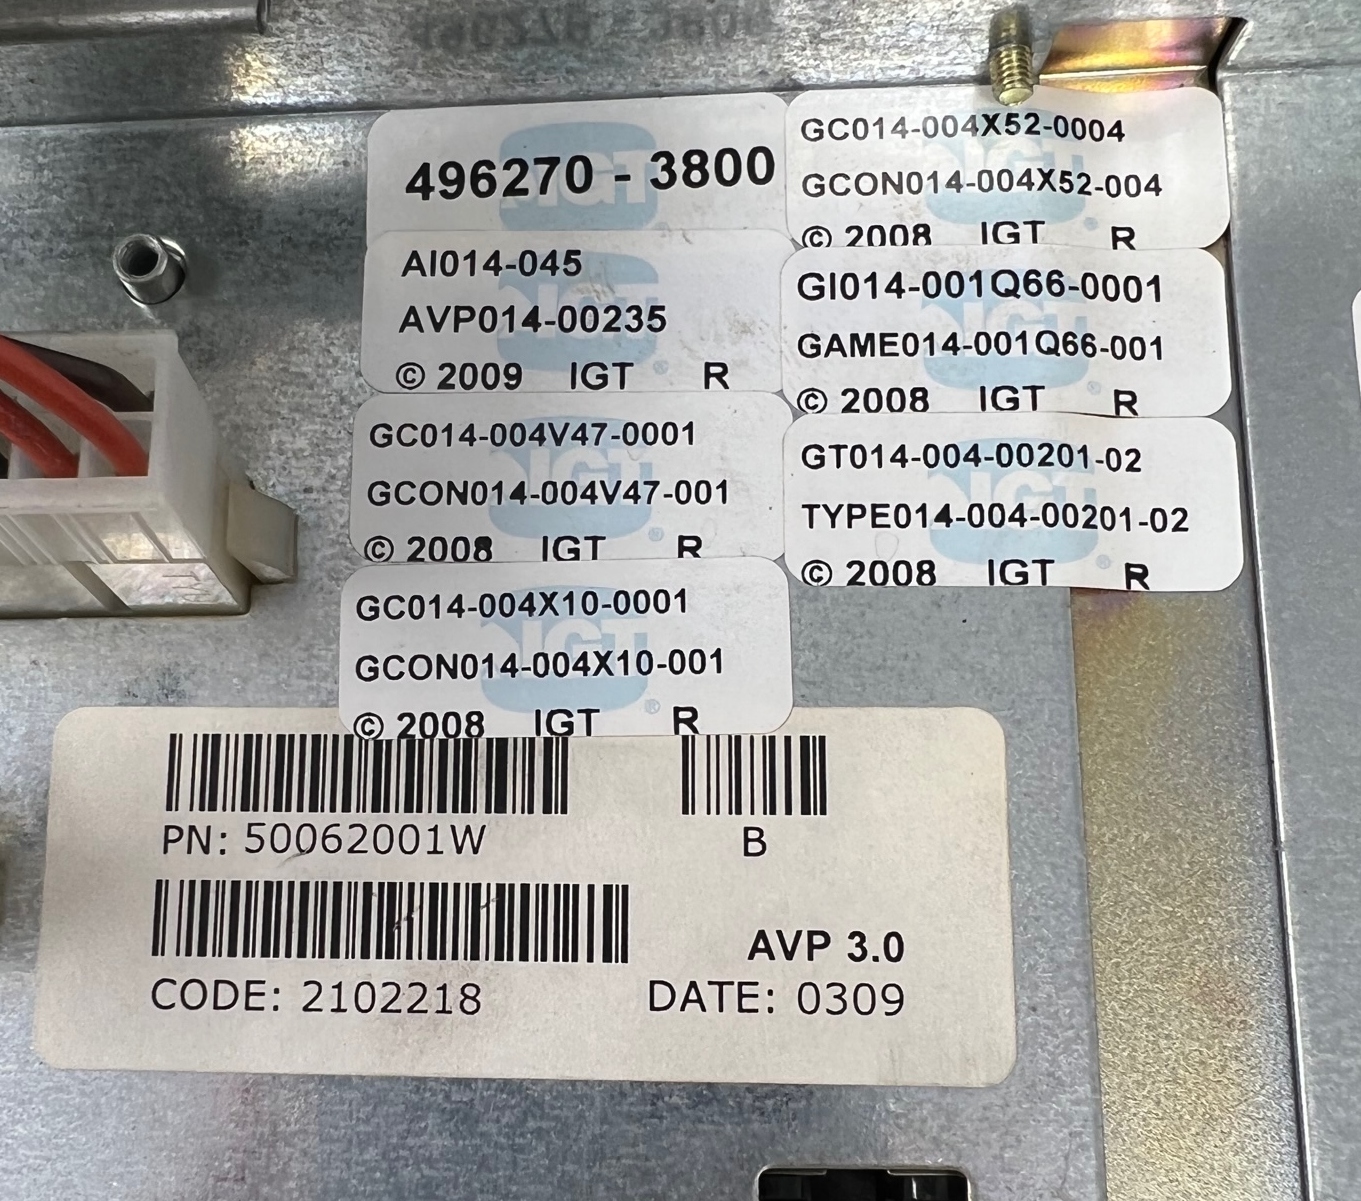 496270 - 3800
AI014-045
AVP014-00235
© 2009 IGT R
GC014-004V47-0001
GCON014-004V47-001
© 2008 IGT R
GC014-004X10-0001
GCON014-004X10-001
© 2008 IGT R
GC014-004X52-0004
GCON014-004X52-004
© 2008 IGT R
GI014-001Q66-0001
GAME014-001Q66-001
© 2008 IGT R
GT014-004-00201-02
TYPE014-004-00201-02
© 2008 IGT R
PN: 50062001W B
AVP 3.0
CODE: 2102218 DATE: 0309